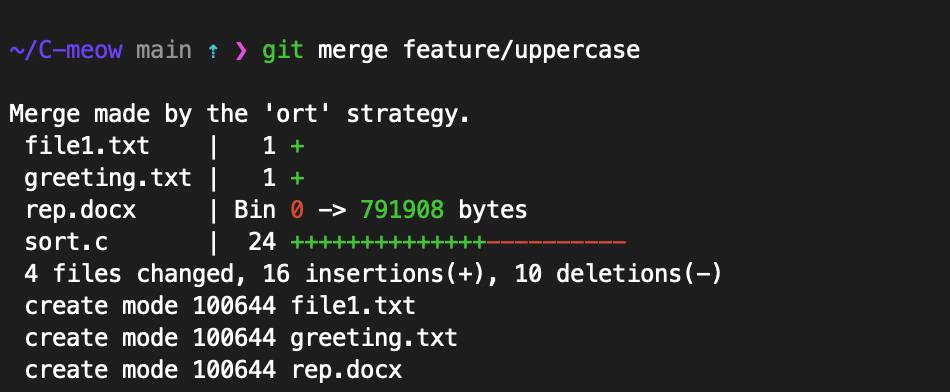 ~/C-meow main ⇡ ❯ git merge feature/uppercase
Merge made by the 'ort' strategy.
file1.txt | 1 +
greeting.txt | 1 +
rep.docx | Bin 0 -> 791908 bytes
sort.c | 24 ++++++++++++++----------
4 files changed, 16 insertions(+), 10 deletions(-)
create mode 100644 file1.txt
create mode 100644 greeting.txt
create mode 100644 rep.docx